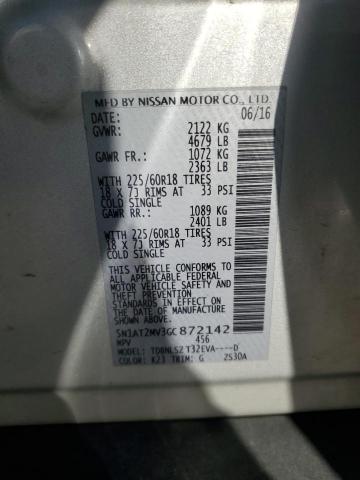 MFD BY NISSAN MOTOR CO., LTD.
DATE: 06/16
GVWR: 2122 KG
4679 LB
GAWR FR.: 1072 KG
2363 LB
WITH 225/60R18 TIRES
18 X 7J RIMS AT 33 PSI
COLD SINGLE
GAWR RR.: 1089 KG
2401 LB
WITH 225/60R18 TIRES
18 X 7J RIMS AT 33 PSI
COLD SINGLE
THIS VEHICLE CONFORMS TO
ALL APPLICABLE FEDERAL
MOTOR VEHICLE SAFETY
STANDARDS IN EFFECT ON
THE DATE OF MANUFACTURE
SHOWN ABOVE.
5N1AT2MV3GC872142
MPV 456
MODEL: TDBNLSZ T32EVA----D
COLOR: K23 TRIM: G 2S30A